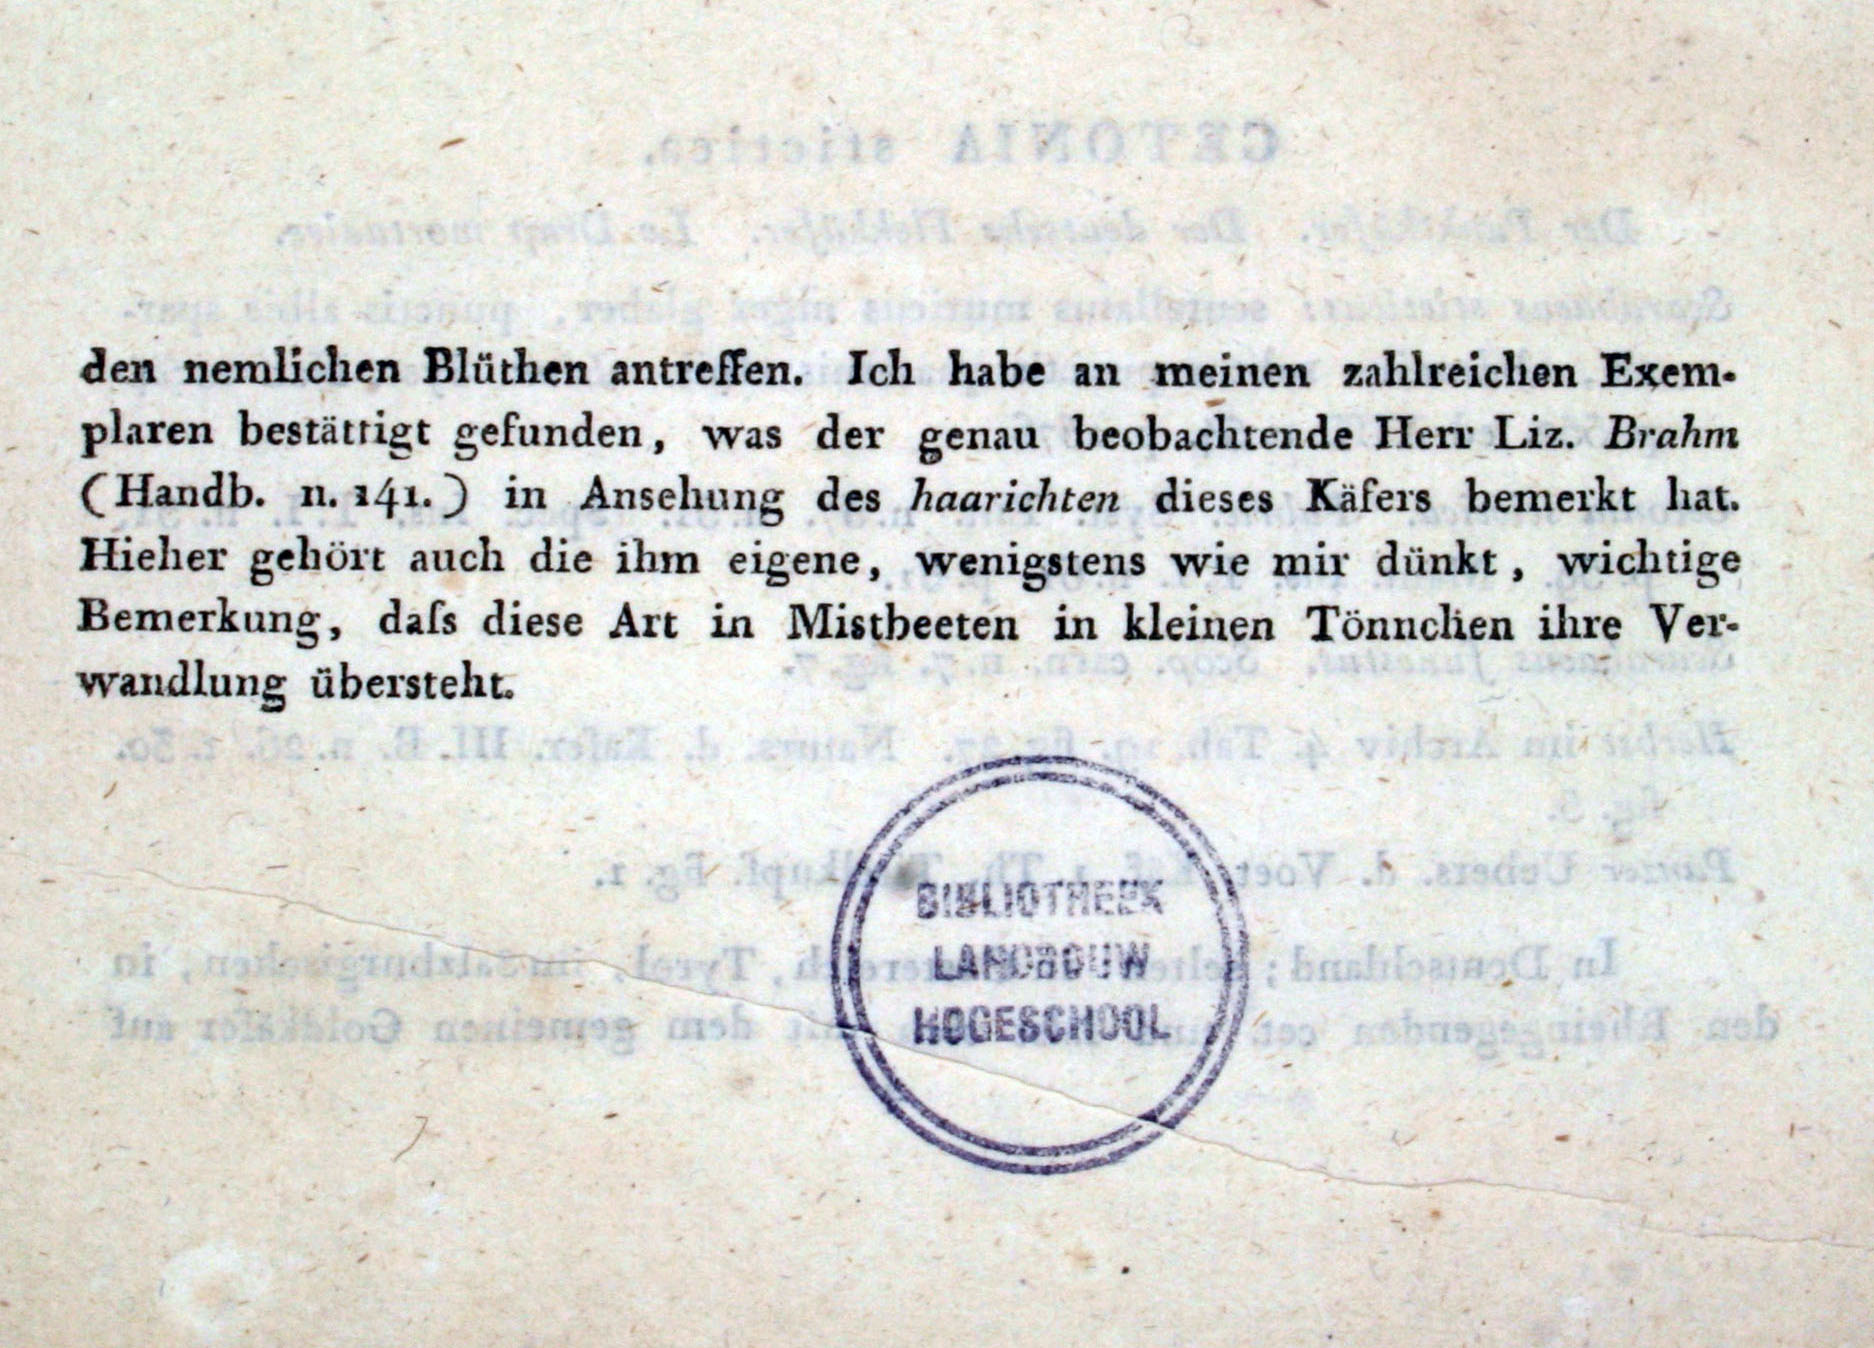 den nemlichen Blüthen antreffen. Ich habe an meinen zahlreichen Exem-
plaren bestättigt gefunden, was der genau beobachtende Herr Liz. Brahm
(Handb. n. 141.) in Ansehung des haarichten dieses Käfers bemerkt hat.
Hieher gehört auch die ihm eigene, wenigstens wie mir dünkt, wichtige
Bemerkung, daſs diese Art in Mistbeeten in kleinen Tönnchen ihre Ver-
wandlung übersteht.
BIBLIOTHEEK
LANDBOUW
HOGESCHOOL